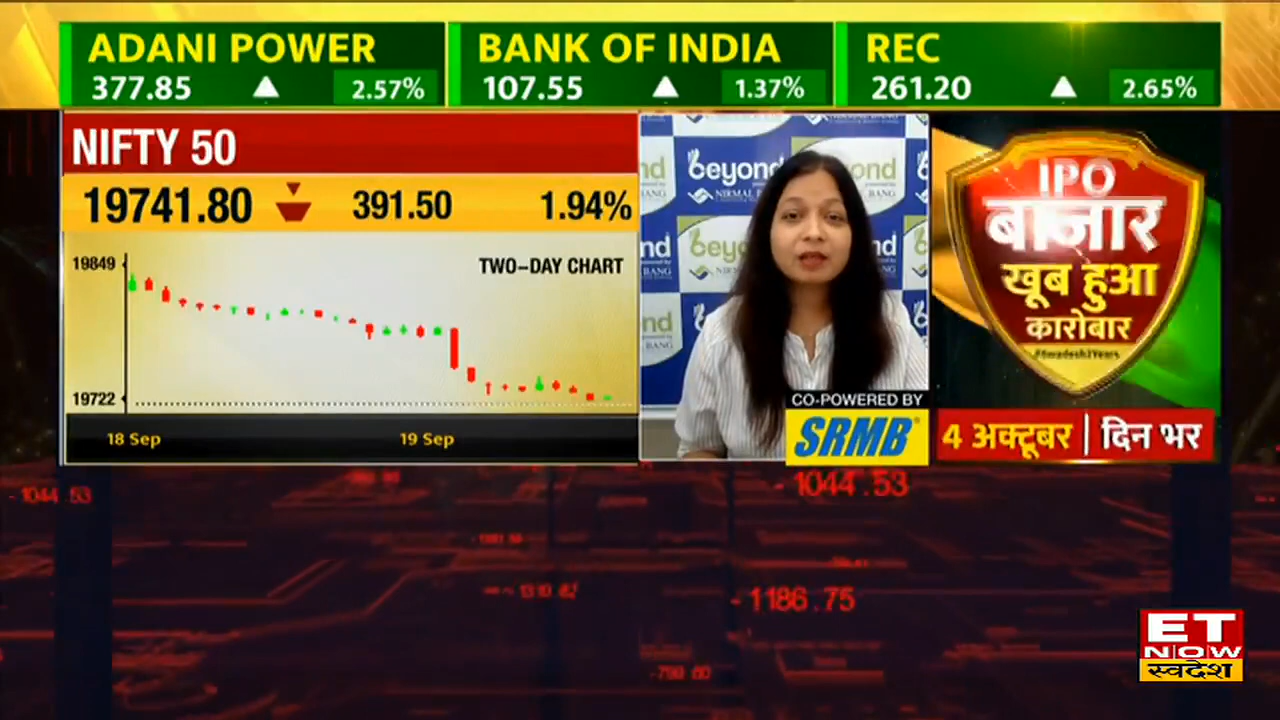 ADANI POWER
377.85 2.57%
BANK OF INDIA
107.55 1.37%
REC
261.20 2.65%
NIFTY 50
19741.80 391.50 1.94%
TWO-DAY CHART
19849
19722
18 Sep 19 Sep
beyond
CO-POWERED BY
SRMB
IPO
बाज़ार
खूब हुआ
कारोबार
4 अक्टूबर | दिन भर
- 1044.53
- 1044.53
- 1186.75
ET
NOW
स्वदेश